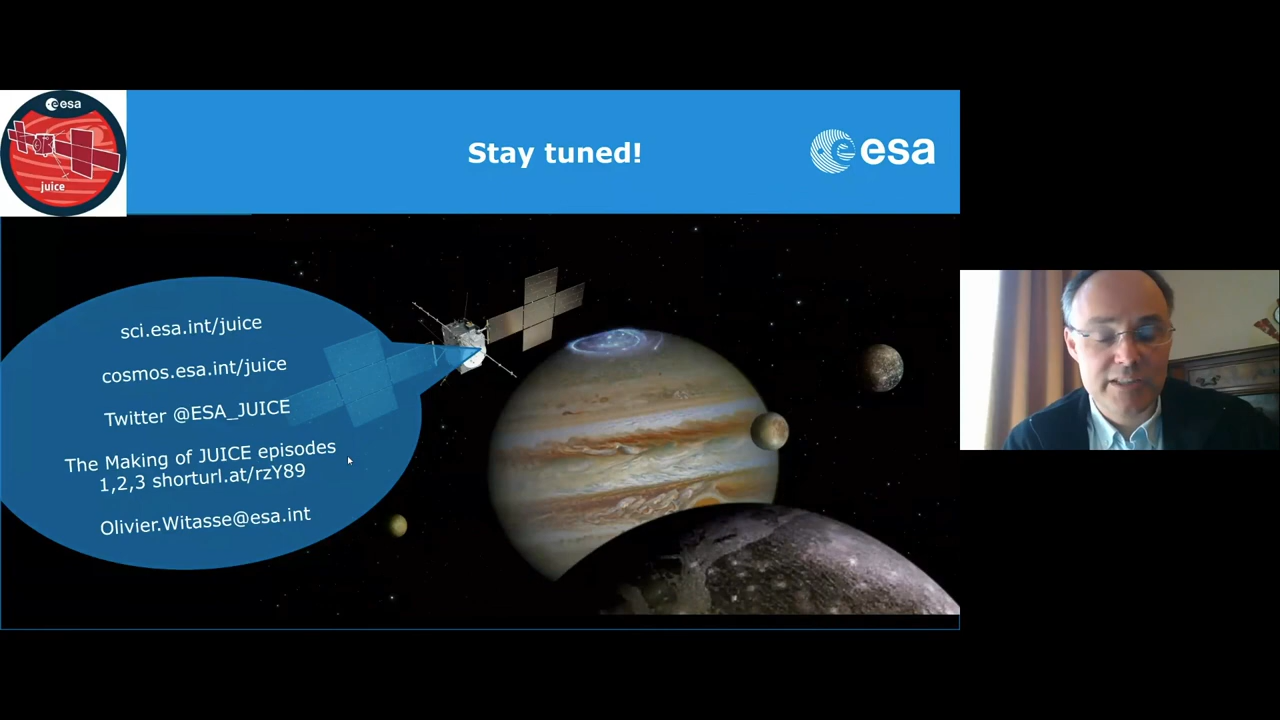 esa
juice
Stay tuned!
esa
sci.esa.int/juice
cosmos.esa.int/juice
Twitter @ESA_JUICE
The Making of JUICE episodes
1,2,3 shorturl.at/rzY89
Olivier.Witasse@esa.int